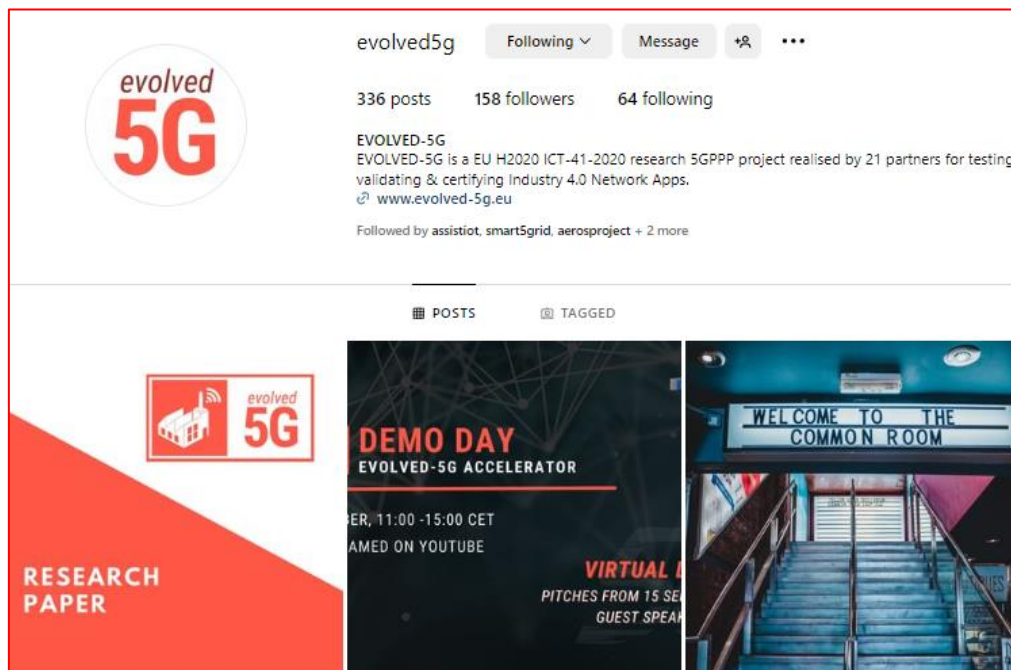 evolved
5G
evolved5g
Following
Message
336 posts
158 followers
64 following
EVOLVED-5G
EVOLVED-5G is a EU H2020 ICT-41-2020 research 5GPPP project realised by 21 partners for testing
validating & certifying Industry 4.0 Network Apps.
www.evolved-5g.eu
Followed by assistiot, smart5grid, aerosproject + 2 more
POSTS
TAGGED
evolved
5G
RESEARCH
PAPER
DEMO DAY
EVOLVED-5G ACCELERATOR
BER, 11:00 -15:00 CET
AMED ON YOUTUBE
VIRTUAL
PITCHES FROM 15 SE
GUEST SPEAK
WELCOME TO THE
COMMON ROOM